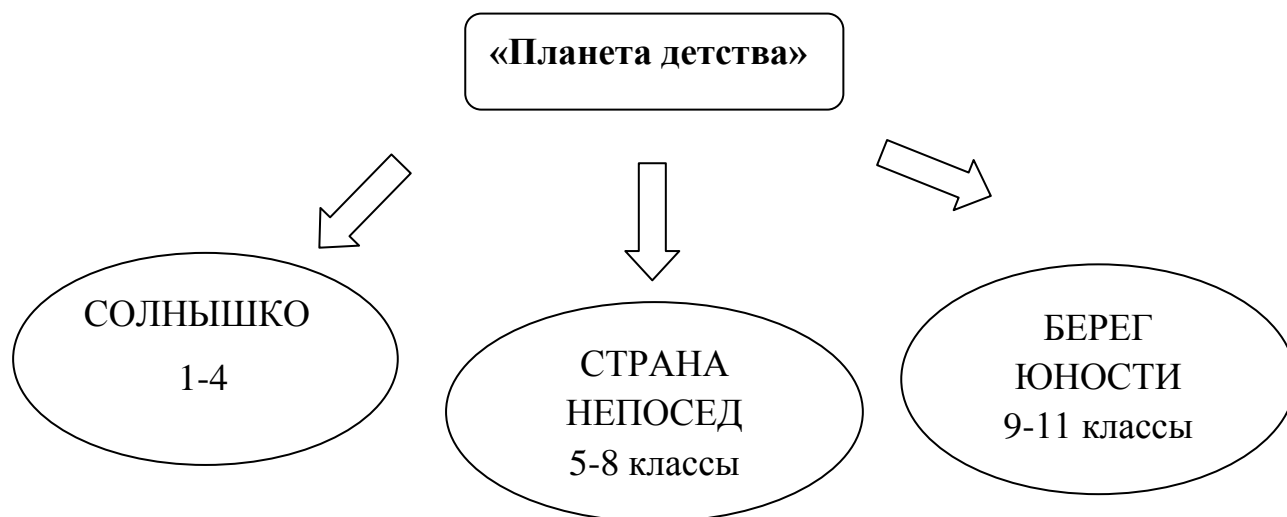 «Планета детства»
СОЛНЫШКО
1-4
СТРАНА
НЕПОСЕД
5-8 классы
БЕРЕГ
ЮНОСТИ
9-11 классы